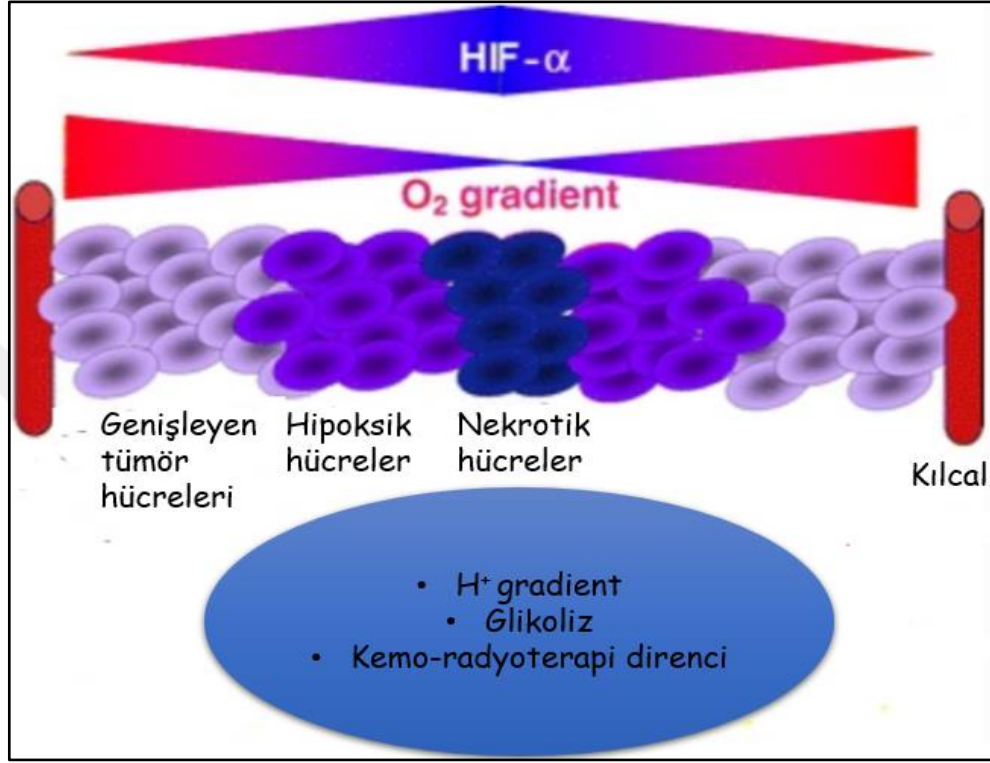 HIF-α
O₂ gradient
Genişleyen
tümör
hücreleri
Hipoksik
hücreler
Nekrotik
hücreler
Kılcal
• H⁺ gradient
• Glikoliz
• Kemo-radyoterapi direnci